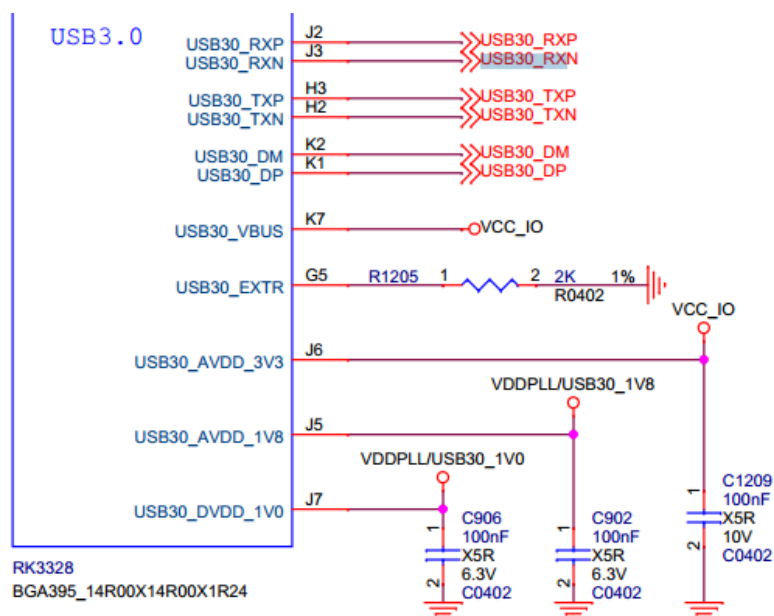 USB3.0
USB30_RXP J2 USB30_RXP
USB30_RXN J3 USB30_RXN
USB30_TXP H3 USB30_TXP
USB30_TXN H2 USB30_TXN
USB30_DM K2 USB30_DM
USB30_DP K1 USB30_DP
USB30_VBUS K7 VCC_IO
USB30_EXTR G5 R1205 1 2 2K 1%
R0402
VCC_IO
USB30_AVDD_3V3 J6
VDDPLL/USB30_1V8
USB30_AVDD_1V8 J5
VDDPLL/USB30_1V0
USB30_DVDD_1V0 J7
1 C906
100nF
X5R
6.3V
2 C0402
1 C902
100nF
X5R
6.3V
2 C0402
1 C1209
100nF
X5R
10V
2 C0402
RK3328
BGA395_14R00X14R00X1R24